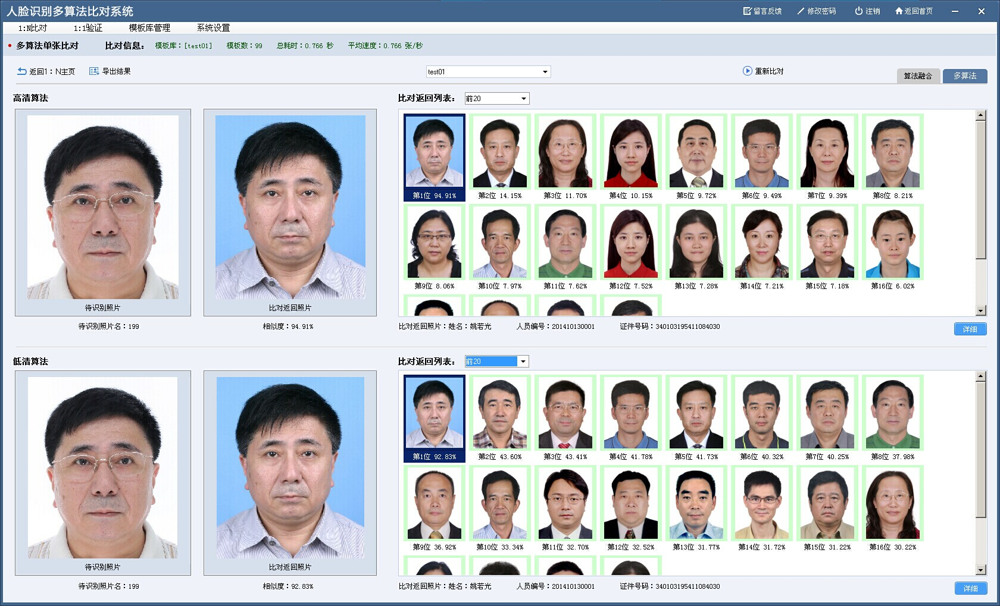 人脸识别多算法比对系统 留言反馈 修改密码 注销 返回首页
1:N比对 1:1验证 模板库管理 系统设置
多算法单张比对 比对信息： 模板库：[test01] 模板数：99 总耗时：0.766 秒 平均速度：0.766 张/秒
返回1：N主页 导出结果 test01 重新比对 算法融合 多算法
高清算法 比对返回列表： 前20
第1位 94.91% 第2位 14.15% 第3位 11.70% 第4位 10.15% 第5位 9.72% 第6位 9.49% 第7位 9.39% 第8位 8.21%
第9位 8.06% 第10位 7.97% 第11位 7.62% 第12位 7.52% 第13位 7.28% 第14位 7.21% 第15位 7.18% 第16位 6.02%
待识别照片 比对返回照片
待识别照片名：199 相似度：94.91% 比对返回照片：姓名：姚若光 人员编号：201410130001 证件号码：340103195411084030 详细
低清算法 比对返回列表： 前20
第1位 92.83% 第2位 43.60% 第3位 43.41% 第4位 41.78% 第5位 41.73% 第6位 40.32% 第7位 40.25% 第8位 37.98%
第9位 36.92% 第10位 33.34% 第11位 32.70% 第12位 32.52% 第13位 31.77% 第14位 31.72% 第15位 31.22% 第16位 30.22%
待识别照片 比对返回照片
待识别照片名：199 相似度：92.83% 比对返回照片：姓名：姚若光 人员编号：201410130001 证件号码：340103195411084030 详细